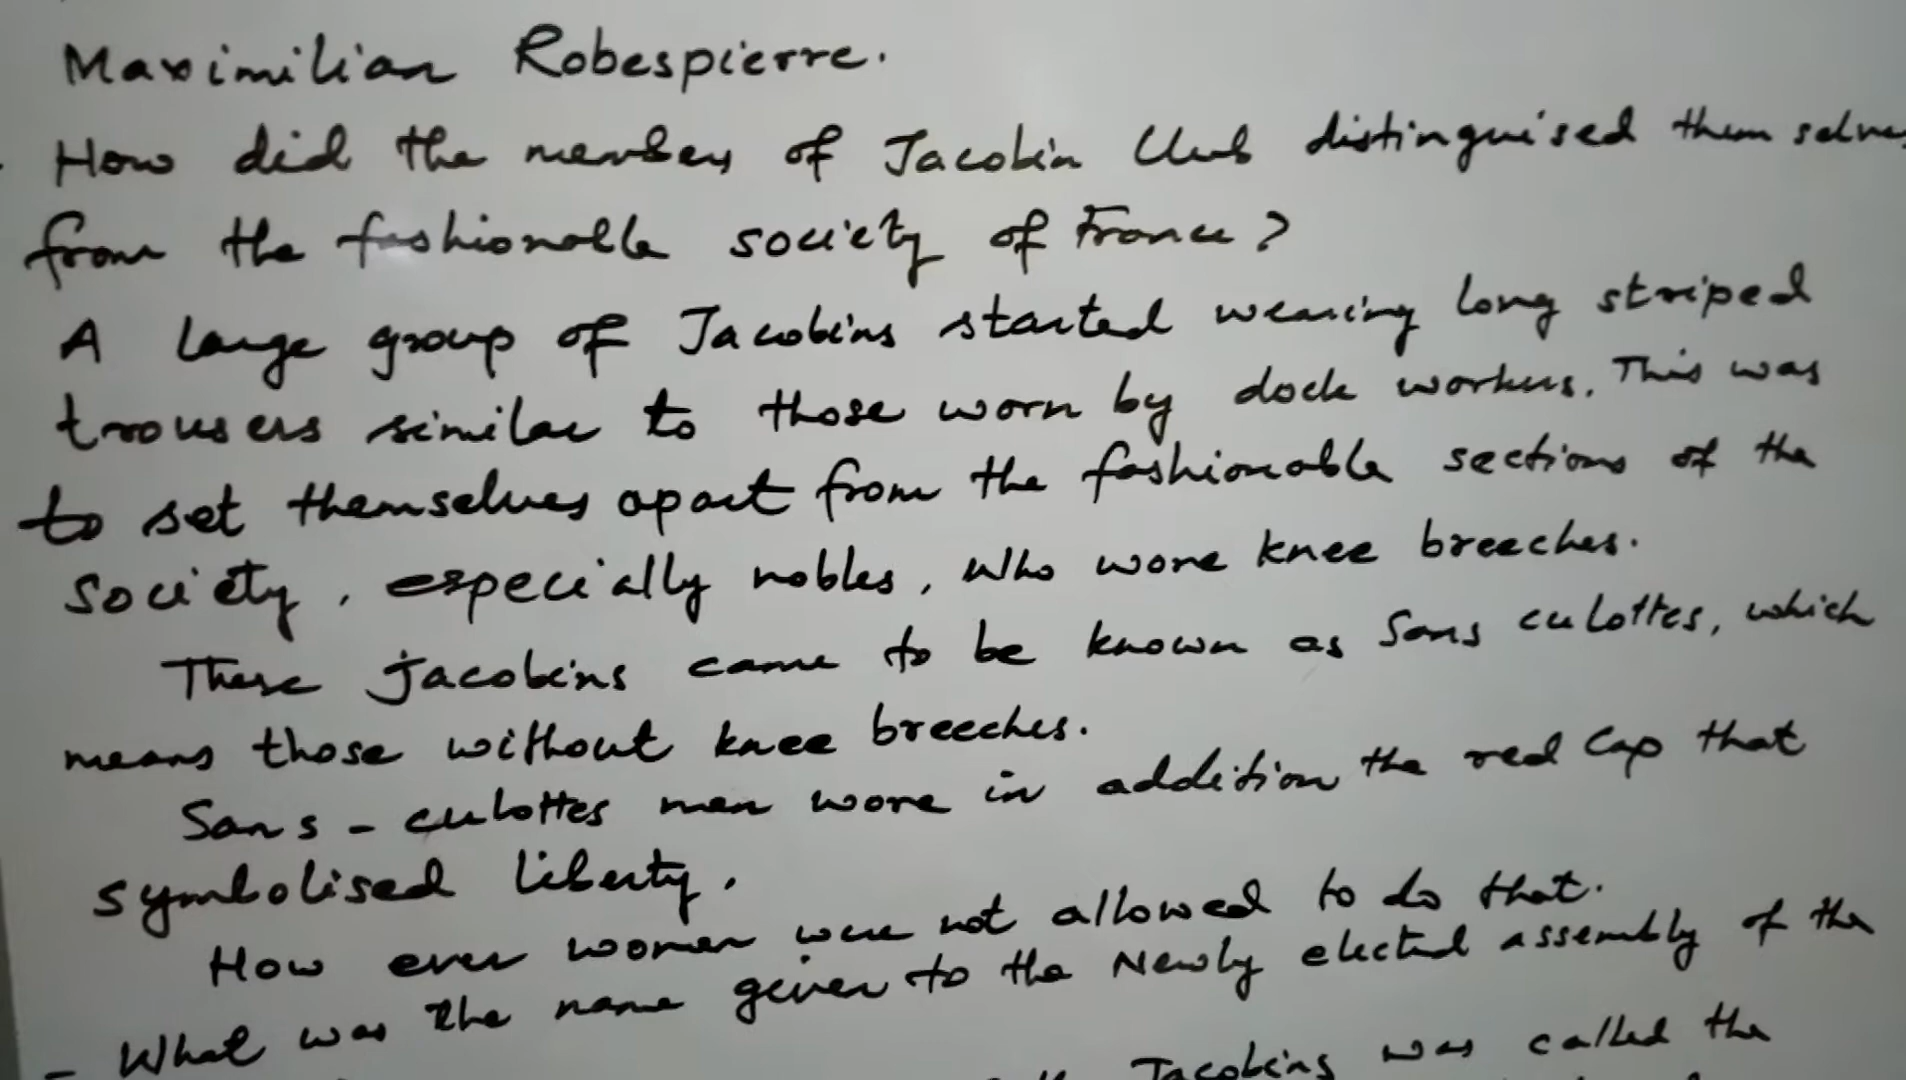 Maximilian Robespierre.
How did the members of Jacobin Club distinguised them selves
from the fashionable society of France?
A large group of Jacobins started wearing long striped
trousers similar to those worn by dock workers. This was
to set themselves apart from the fashionable sections of the
society, especially nobles, who wore knee breeches.
These jacobins came to be known as Sans culottes, which
means those without knee breeches.
Sans - culottes men wore in addition the red Cap that
symbolised liberty.
How ever women were not allowed to do that.
- What was the name given to the Newly elected assembly of the
Jacobins was called the